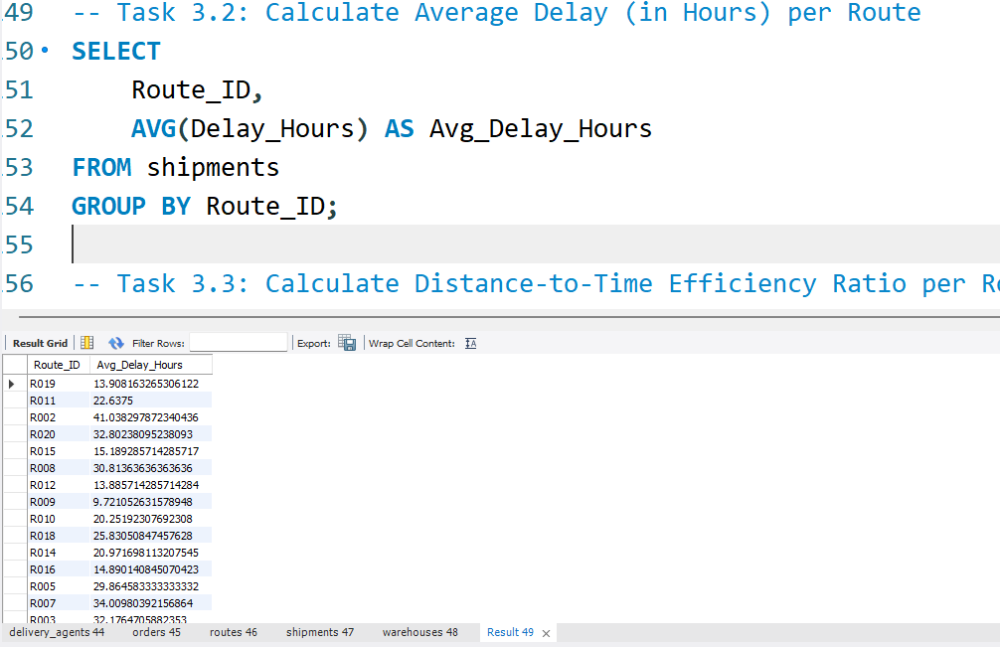 49 -- Task 3.2: Calculate Average Delay (in Hours) per Route
50 SELECT
51 Route_ID,
52 AVG(Delay_Hours) AS Avg_Delay_Hours
53 FROM shipments
54 GROUP BY Route_ID;
55
56 -- Task 3.3: Calculate Distance-to-Time Efficiency Ratio per Ro
Result Grid Filter Rows: Export: Wrap Cell Content:
Route_ID Avg_Delay_Hours
R019 13.908163265306122
R011 22.6375
R002 41.038297872340436
R020 32.80238095238093
R015 15.189285714285717
R008 30.81363636363636
R012 13.885714285714284
R009 9.721052631578948
R010 20.25192307692308
R018 25.83050847457628
R014 20.971698113207545
R016 14.890140845070423
R005 29.864583333333332
R007 34.00980392156864
R003 32.1764705882353
delivery_agents 44 orders 45 routes 46 shipments 47 warehouses 48 Result 49